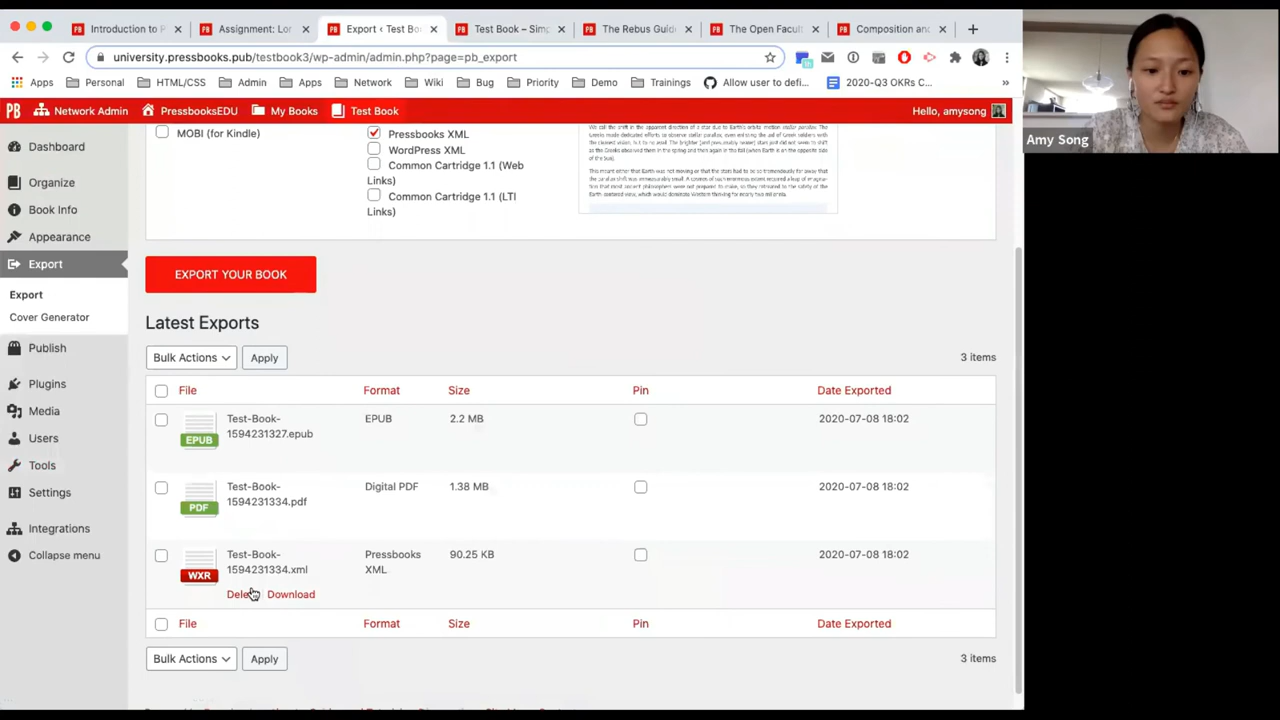 Introduction to P
Assignment: Lor
Export ‹ Test Bo
Test Book – Simp
The Rebus Guide
The Open Facult
Composition and
university.pressbooks.pub/testbook3/wp-admin/admin.php?page=pb_export
Apps Personal HTML/CSS Admin Apps Network Wiki Bug Priority Demo Trainings Allow user to defi... 2020-Q3 OKRs C... »
PB Network Admin PressbooksEDU My Books Test Book Hello, amysong
Dashboard
Organize
Book Info
Appearance
Export
Export
Cover Generator
Publish
Plugins
Media
Users
Tools
Settings
Integrations
Collapse menu
MOBI (for Kindle)
Pressbooks XML
WordPress XML
Common Cartridge 1.1 (Web
Links)
Common Cartridge 1.1 (LTI
Links)
EXPORT YOUR BOOK
Latest Exports
Bulk Actions Apply 3 items
File Format Size Pin Date Exported
EPUB
Test-Book-
1594231327.epub
EPUB 2.2 MB 2020-07-08 18:02
PDF
Test-Book-
1594231334.pdf
Digital PDF 1.38 MB 2020-07-08 18:02
WXR
Test-Book-
1594231334.xml
Pressbooks
XML
90.25 KB 2020-07-08 18:02
Download
File Format Size Pin Date Exported
Bulk Actions Apply 3 items
Amy Song